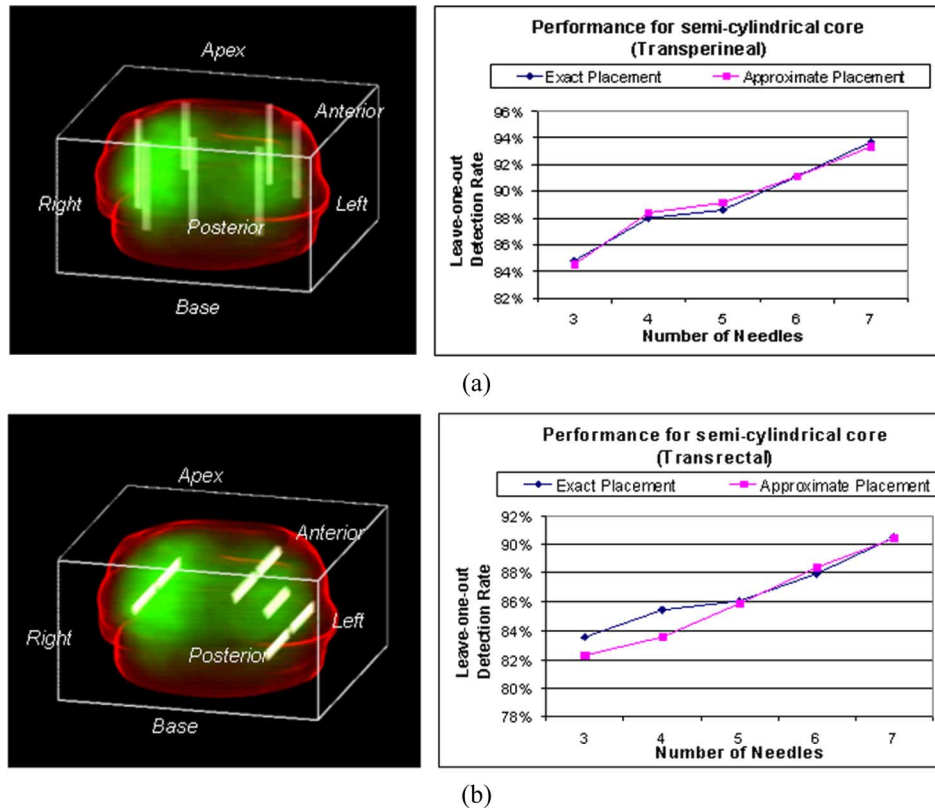 Apex
Anterior
Right
Left
Posterior
Base
Performance for semi-cylindrical core
(Transperineal)
Exact Placement
Approximate Placement
Leave-one-out
Detection Rate
96%
94%
92%
90%
88%
86%
84%
82%
3 4 5 6 7
Number of Needles
(a)
Apex
Anterior
Right
Left
Posterior
Base
Performance for semi-cylindrical core
(Transrectal)
Exact Placement
Approximate Placement
Leave-one-out
Detection Rate
92%
90%
88%
86%
84%
82%
80%
78%
3 4 5 6 7
Number of Needles
(b)